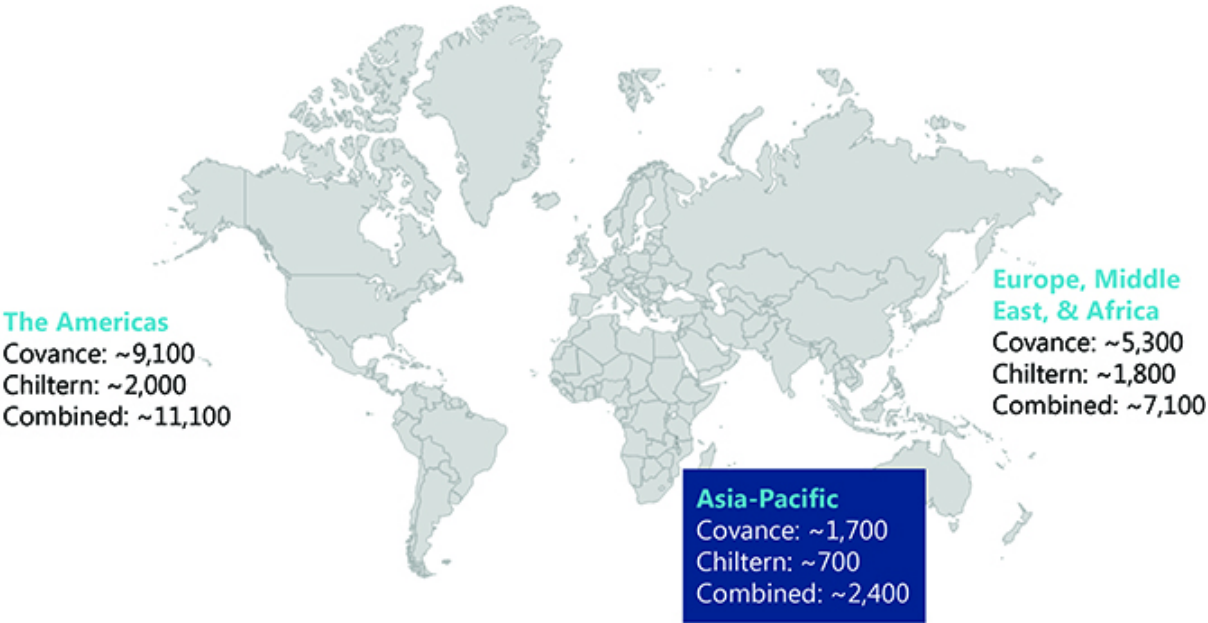 The Americas
Covance: ~9,100
Chiltern: ~2,000
Combined: ~11,100
Europe, Middle
East, & Africa
Covance: ~5,300
Chiltern: ~1,800
Combined: ~7,100
Asia-Pacific
Covance: ~1,700
Chiltern: ~700
Combined: ~2,400